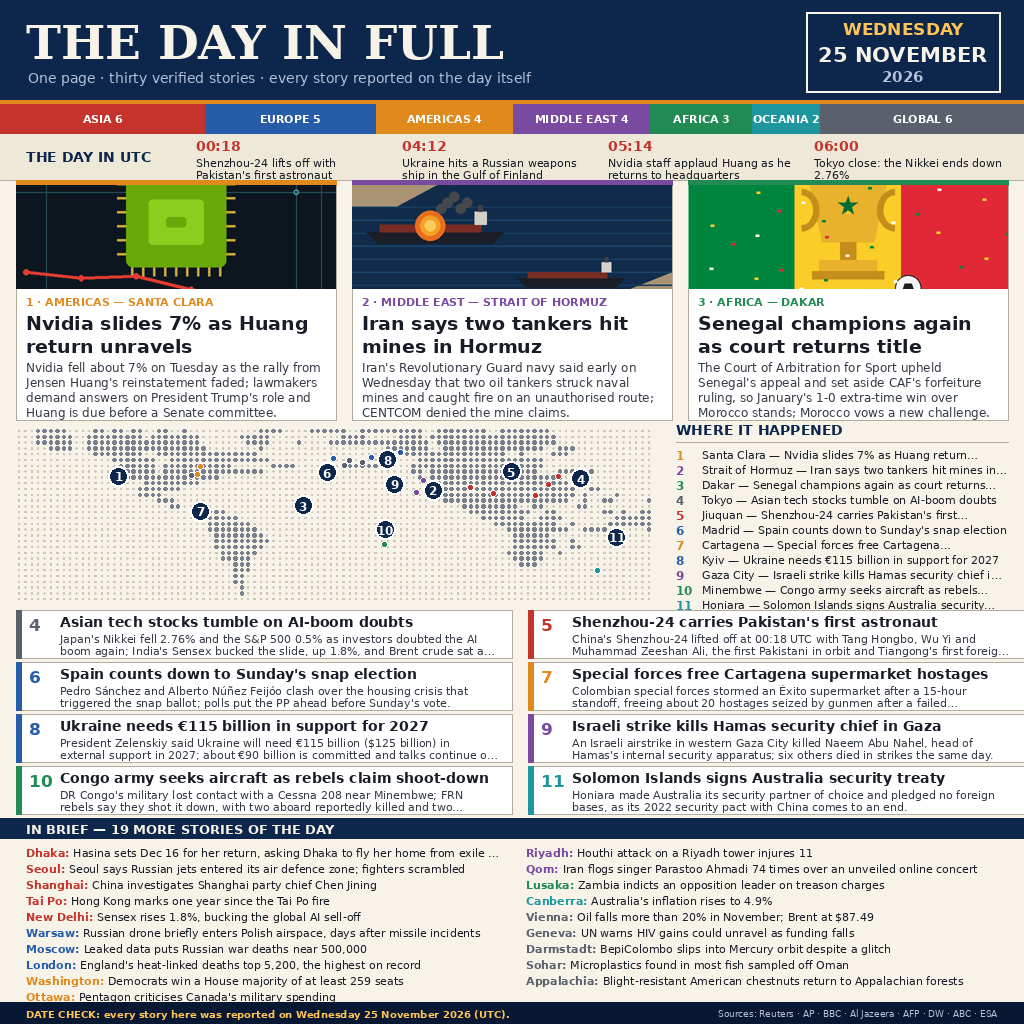 THE DAY IN FULL
One page · thirty verified stories · every story reported on the day itself
WEDNESDAY
25 NOVEMBER
2026
ASIA 6
EUROPE 5
AMERICAS 4
MIDDLE EAST 4
AFRICA 3
OCEANIA 2
GLOBAL 6
THE DAY IN UTC
00:18
Shenzhou-24 lifts off with
Pakistan's first astronaut
04:12
Ukraine hits a Russian weapons
ship in the Gulf of Finland
05:14
Nvidia staff applaud Huang as he
returns to headquarters
06:00
Tokyo close: the Nikkei ends down
2.76%
1 · AMERICAS — SANTA CLARA
Nvidia slides 7% as Huang
return unravels
Nvidia fell about 7% on Tuesday as the rally from
Jensen Huang's reinstatement faded; lawmakers
demand answers on President Trump's role and
Huang is due before a Senate committee.
2 · MIDDLE EAST — STRAIT OF HORMUZ
Iran says two tankers hit
mines in Hormuz
Iran's Revolutionary Guard navy said early on
Wednesday that two oil tankers struck naval
mines and caught fire on an unauthorised route;
CENTCOM denied the mine claims.
3 · AFRICA — DAKAR
Senegal champions again
as court returns title
The Court of Arbitration for Sport upheld
Senegal's appeal and set aside CAF's forfeiture
ruling, so January's 1-0 extra-time win over
Morocco stands; Morocco vows a new challenge.
1
2
3
4
5
6
7
8
9
10
11
WHERE IT HAPPENED
1 Santa Clara — Nvidia slides 7% as Huang return…
2 Strait of Hormuz — Iran says two tankers hit mines in…
3 Dakar — Senegal champions again as court returns…
4 Tokyo — Asian tech stocks tumble on AI-boom doubts
5 Jiuquan — Shenzhou-24 carries Pakistan's first…
6 Madrid — Spain counts down to Sunday's snap election
7 Cartagena — Special forces free Cartagena…
8 Kyiv — Ukraine needs €115 billion in support for 2027
9 Gaza City — Israeli strike kills Hamas security chief i…
10 Minembwe — Congo army seeks aircraft as rebels…
11 Honiara — Solomon Islands signs Australia security…
4 Asian tech stocks tumble on AI-boom doubts
Japan's Nikkei fell 2.76% and the S&P 500 0.5% as investors doubted the AI
boom again; India's Sensex bucked the slide, up 1.8%, and Brent crude sat a…
5 Shenzhou-24 carries Pakistan's first astronaut
China's Shenzhou-24 lifted off at 00:18 UTC with Tang Hongbo, Wu Yi and
Muhammad Zeeshan Ali, the first Pakistani in orbit and Tiangong's first foreig…
6 Spain counts down to Sunday's snap election
Pedro Sánchez and Alberto Núñez Feijóo clash over the housing crisis that
triggered the snap ballot; polls put the PP ahead before Sunday's vote.
7 Special forces free Cartagena supermarket hostages
Colombian special forces stormed an Éxito supermarket after a 15-hour
standoff, freeing about 20 hostages seized by gunmen after a failed…
8 Ukraine needs €115 billion in support for 2027
President Zelenskiy said Ukraine will need €115 billion ($125 billion) in
external support in 2027; about €90 billion is committed and talks continue o…
9 Israeli strike kills Hamas security chief in Gaza
An Israeli airstrike in western Gaza City killed Naeem Abu Nahel, head of
Hamas's internal security apparatus; six others died in strikes the same day.
10 Congo army seeks aircraft as rebels claim shoot-down
DR Congo's military lost contact with a Cessna 208 near Minembwe; FRN
rebels say they shot it down, with two aboard reportedly killed and two…
11 Solomon Islands signs Australia security treaty
Honiara made Australia its security partner of choice and pledged no foreign
bases, as its 2022 security pact with China comes to an end.
IN BRIEF — 19 MORE STORIES OF THE DAY
Dhaka: Hasina sets Dec 16 for her return, asking Dhaka to fly her home from exile …
Seoul: Seoul says Russian jets entered its air defence zone; fighters scrambled
Shanghai: China investigates Shanghai party chief Chen Jining
Tai Po: Hong Kong marks one year since the Tai Po fire
New Delhi: Sensex rises 1.8%, bucking the global AI sell-off
Warsaw: Russian drone briefly enters Polish airspace, days after missile incidents
Moscow: Leaked data puts Russian war deaths near 500,000
London: England's heat-linked deaths top 5,200, the highest on record
Washington: Democrats win a House majority of at least 259 seats
Ottawa: Pentagon criticises Canada's military spending
Riyadh: Houthi attack on a Riyadh tower injures 11
Qom: Iran flogs singer Parastoo Ahmadi 74 times over an unveiled online concert
Lusaka: Zambia indicts an opposition leader on treason charges
Canberra: Australia's inflation rises to 4.9%
Vienna: Oil falls more than 20% in November; Brent at $87.49
Geneva: UN warns HIV gains could unravel as funding falls
Darmstadt: BepiColombo slips into Mercury orbit despite a glitch
Sohar: Microplastics found in most fish sampled off Oman
Appalachia: Blight-resistant American chestnuts return to Appalachian forests
DATE CHECK: every story here was reported on Wednesday 25 November 2026 (UTC).
Sources: Reuters · AP · BBC · Al Jazeera · AFP · DW · ABC · ESA